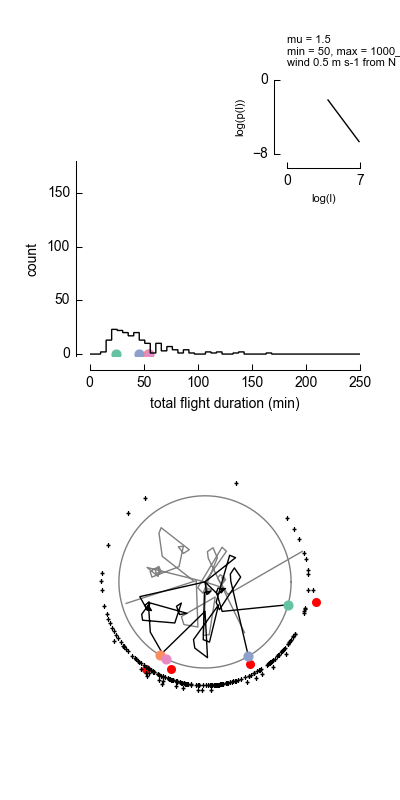 mu = 1.5
min = 50, max = 1000_
wind 0.5 m s-1 from N
0
log(p(l))
−8
0
7
log(l)
150
100
count
50
0
0
50
100
150
200
250
total flight duration (min)